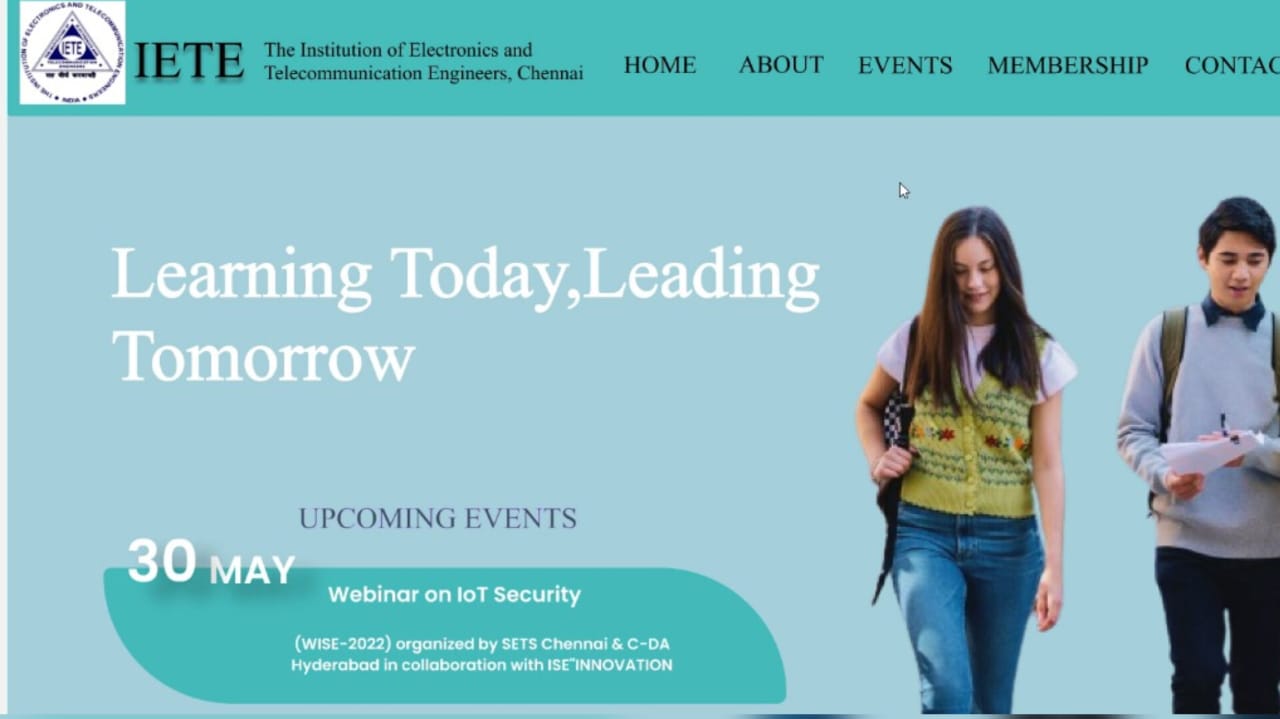 THE INSTITUTION OF ELECTRONICS AND TELECOMMUNICATION ENGINEERS
IETE
INDIA
IETE
The Institution of Electronics and
Telecommunication Engineers, Chennai
HOME ABOUT EVENTS MEMBERSHIP CONTAC
Learning Today,Leading
Tomorrow
UPCOMING EVENTS
30 MAY
Webinar on IoT Security
(WISE-2022) organized by SETS Chennai & C-DA
Hyderabad in collaboration with ISE"INNOVATION